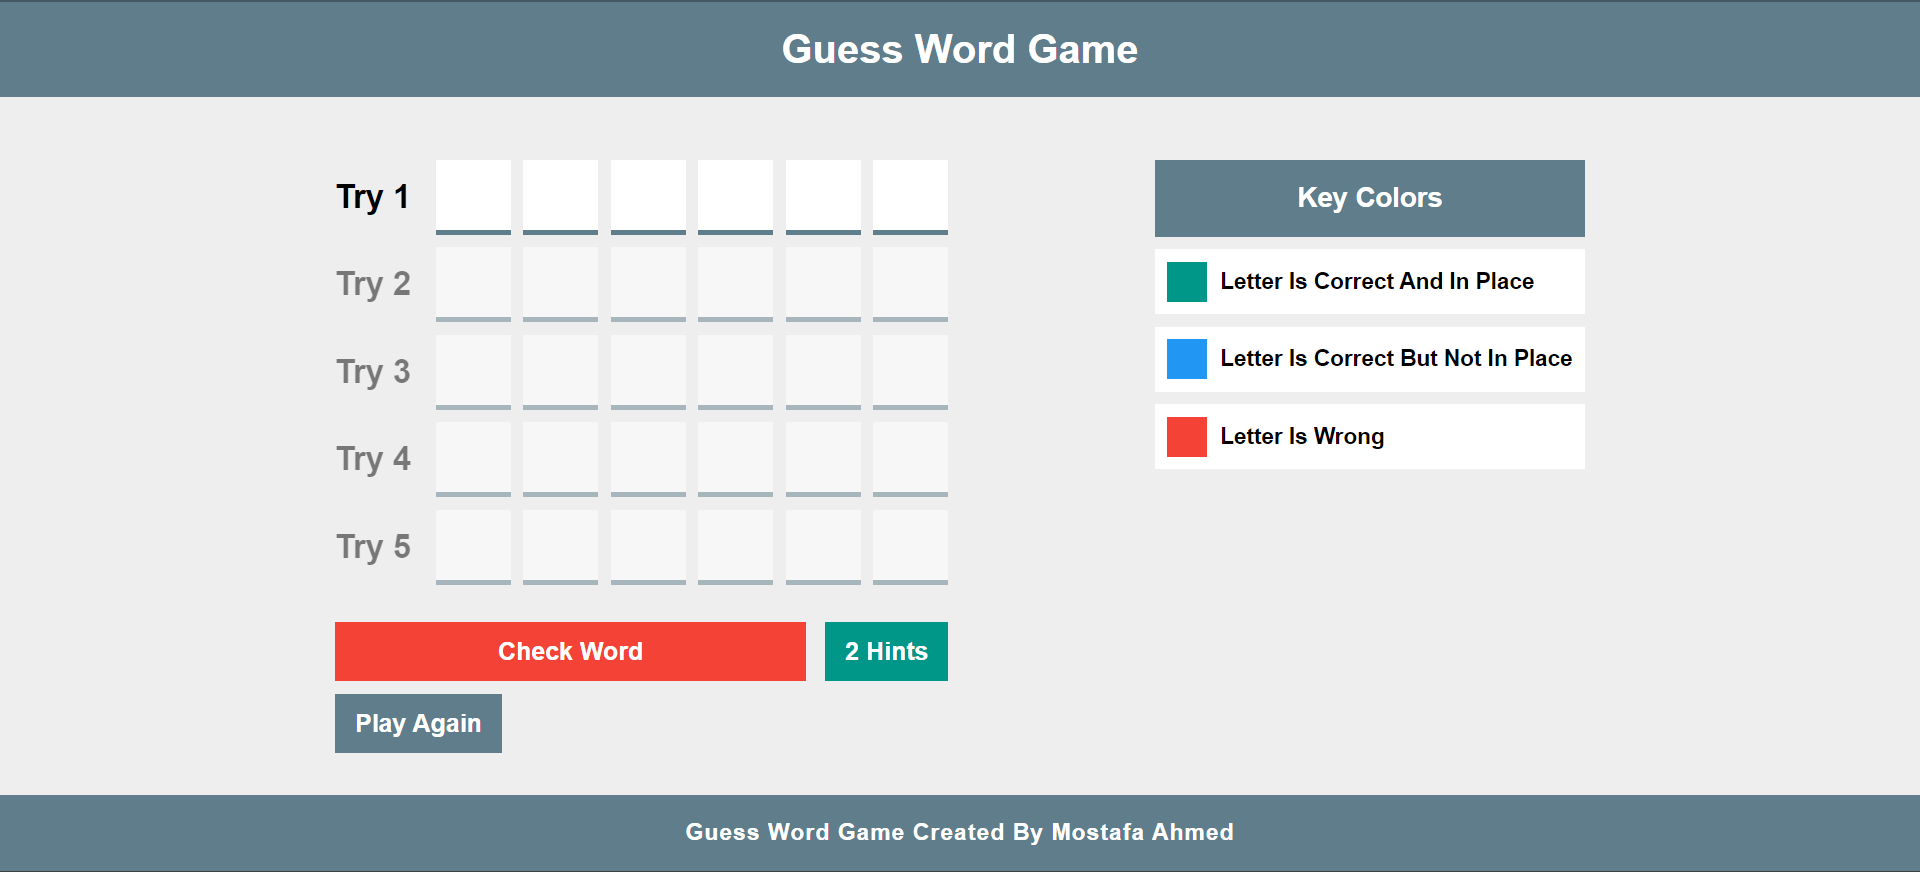 Guess Word Game
Try 1
Try 2
Try 3
Try 4
Try 5
Check Word
2 Hints
Play Again
Key Colors
Letter Is Correct And In Place
Letter Is Correct But Not In Place
Letter Is Wrong
Guess Word Game Created By Mostafa Ahmed